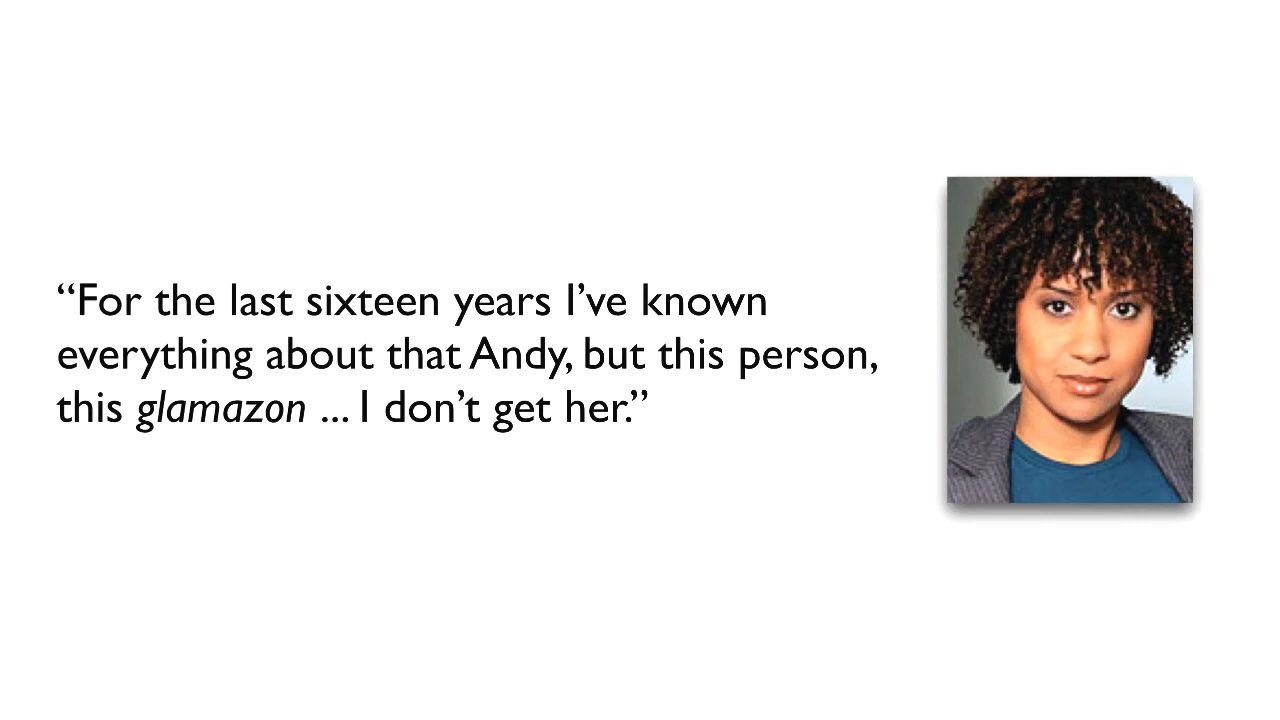 “For the last sixteen years I’ve known
everything about that Andy, but this person,
this glamazon ... I don’t get her.”